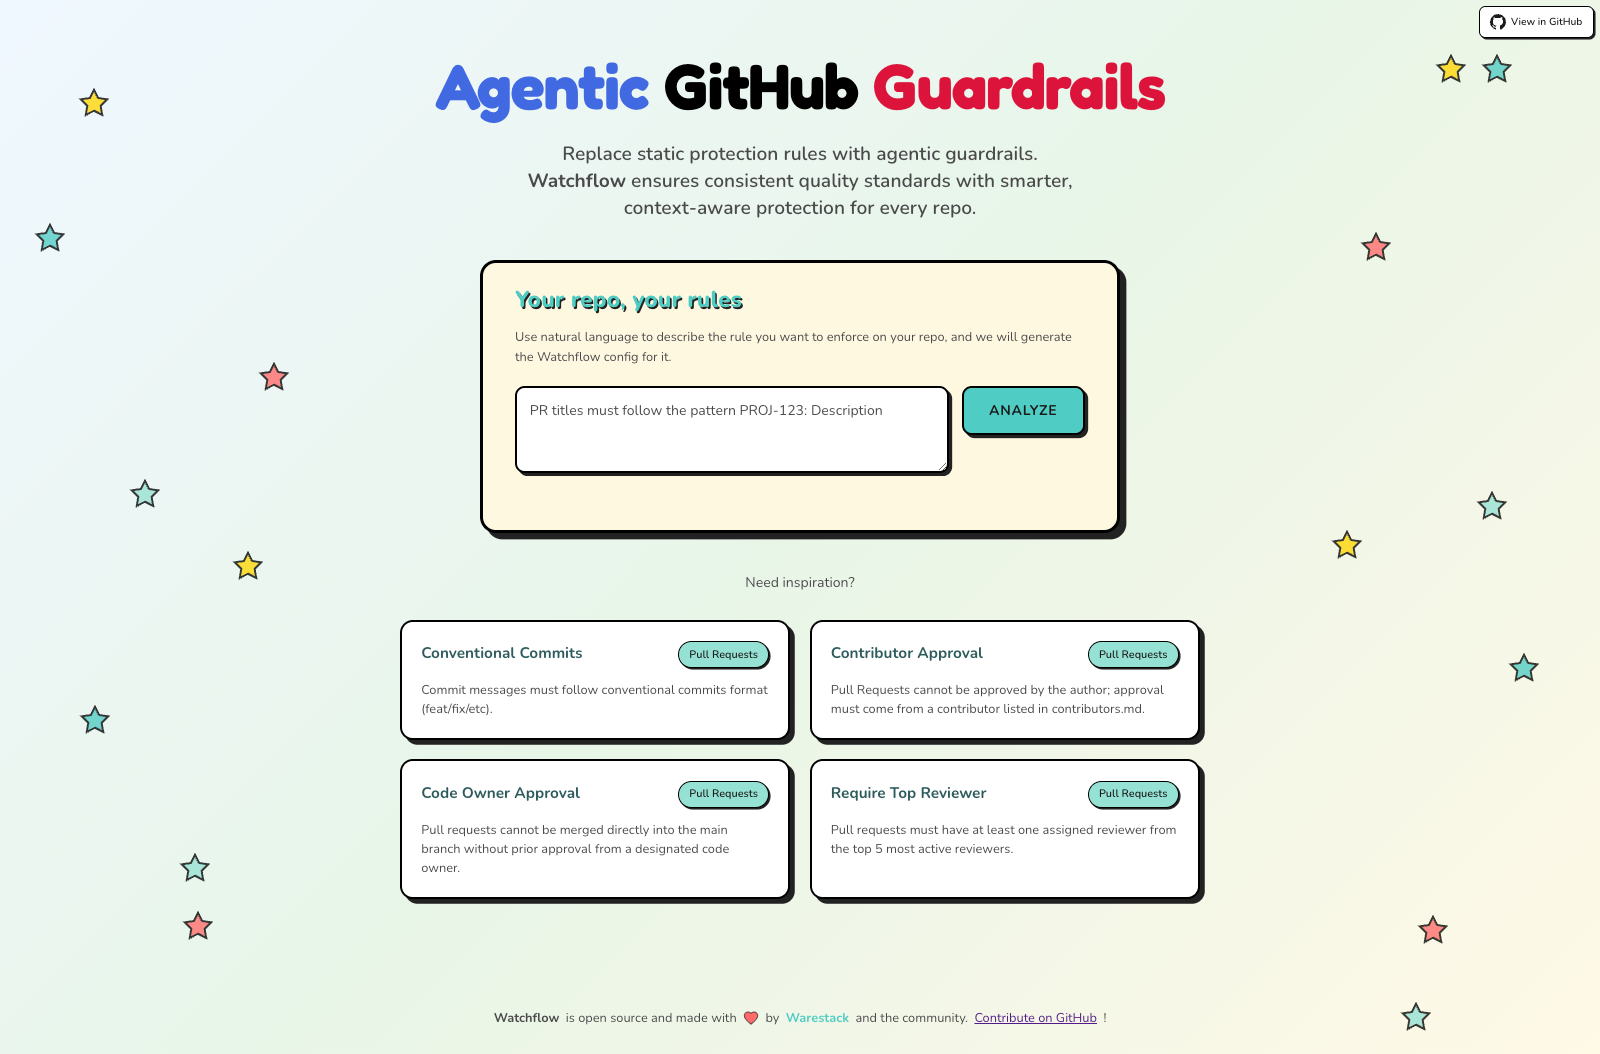 View in GitHub
Agentic GitHub Guardrails
Replace static protection rules with agentic guardrails.
Watchflow ensures consistent quality standards with smarter,
context-aware protection for every repo.
Your repo, your rules
Use natural language to describe the rule you want to enforce on your repo, and we will generate
the Watchflow config for it.
PR titles must follow the pattern PROJ-123: Description
ANALYZE
Need inspiration?
Conventional Commits
Pull Requests
Commit messages must follow conventional commits format
(feat/fix/etc).
Contributor Approval
Pull Requests
Pull Requests cannot be approved by the author; approval
must come from a contributor listed in contributors.md.
Code Owner Approval
Pull Requests
Pull requests cannot be merged directly into the main
branch without prior approval from a designated code
owner.
Require Top Reviewer
Pull Requests
Pull requests must have at least one assigned reviewer from
the top 5 most active reviewers.
Watchflow is open source and made with ❤️ by Warestack and the community. Contribute on GitHub !